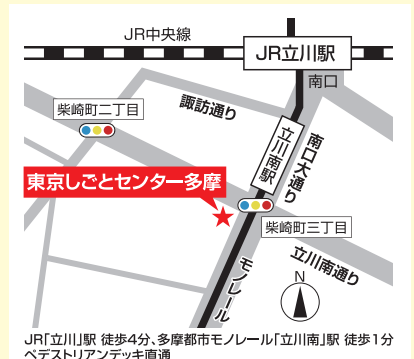 JR中央線
JR立川駅
南口
柴崎町二丁目
諏訪通り
立川南駅
南口大通り
東京しごとセンター多摩
柴崎町三丁目
立川南通り
モノレール
N
JR「立川」駅 徒歩4分、多摩都市モノレール「立川南」駅 徒歩1分
ペデストリアンデッキ直通